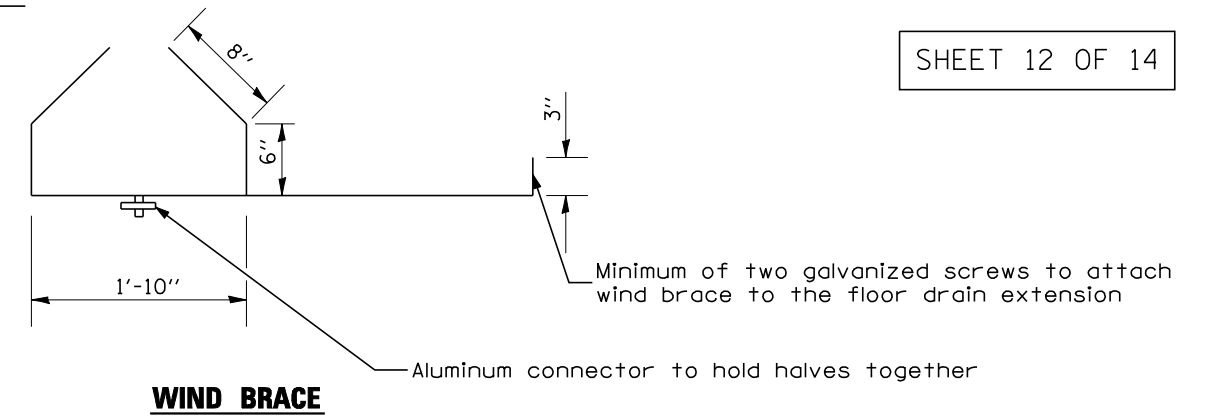 SHEET 12 OF 14
8''
6''
3''
1'-10''
Minimum of two galvanized screws to attach
wind brace to the floor drain extension
Aluminum connector to hold halves together
WIND BRACE